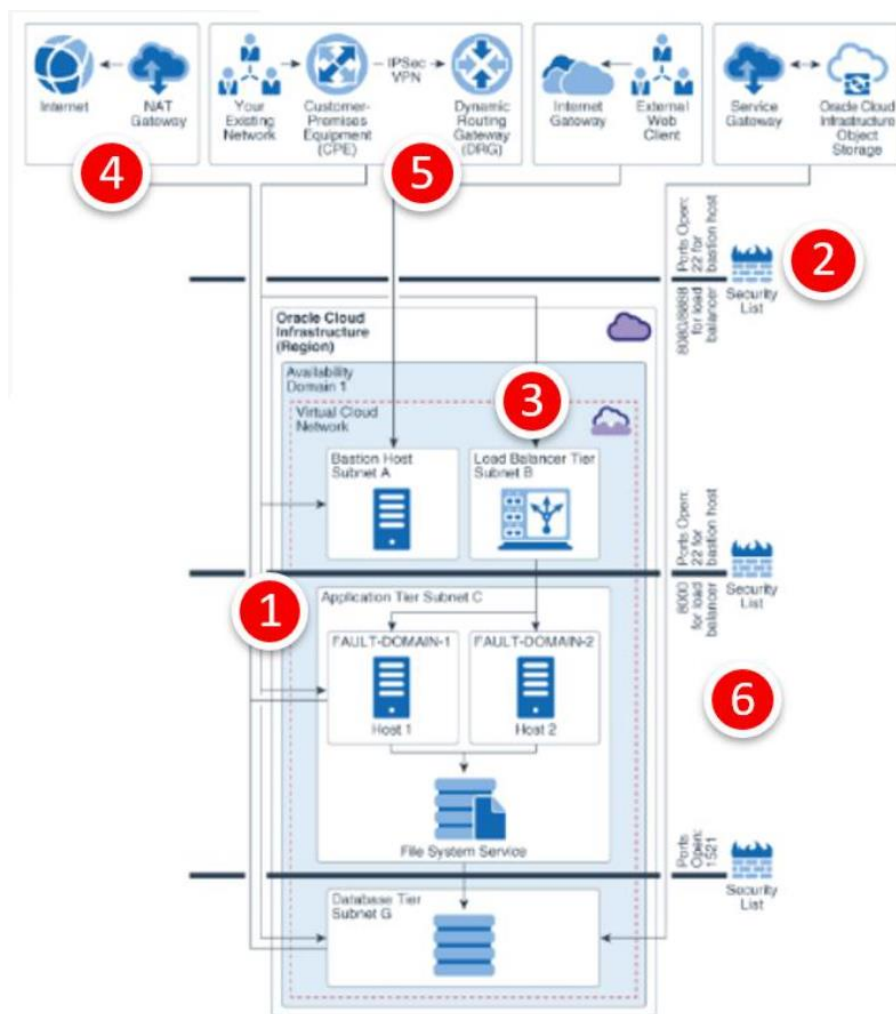 Internet
NAT
Gateway
Your
Existing
Network
Customer-
Premises
Equipment
(CPE)
IPSec
VPN
Dynamic
Routing
Gateway
(DRG)
Internet
Gateway
External
Web
Client
Service
Gateway
Oracle Cloud
Infrastructure
Object
Storage
4
5
Ports Open:
22 for
bastion host
2
Security
List
8080/8888
for load
balancer
Oracle Cloud
Infrastructure
(Region)
Availability
Domain 1
3
Virtual Cloud
Network
Bastion Host
Subnet A
Load Balancer Tier
Subnet B
Ports Open:
22 for
bastion host
Security
List
8000
for load
balancer
1
Application Tier Subnet C
FAULT-DOMAIN-1
FAULT-DOMAIN-2
6
Host 1
Host 2
File System Service
Ports
Open:
1521
Security
List
Database Tier
Subnet G